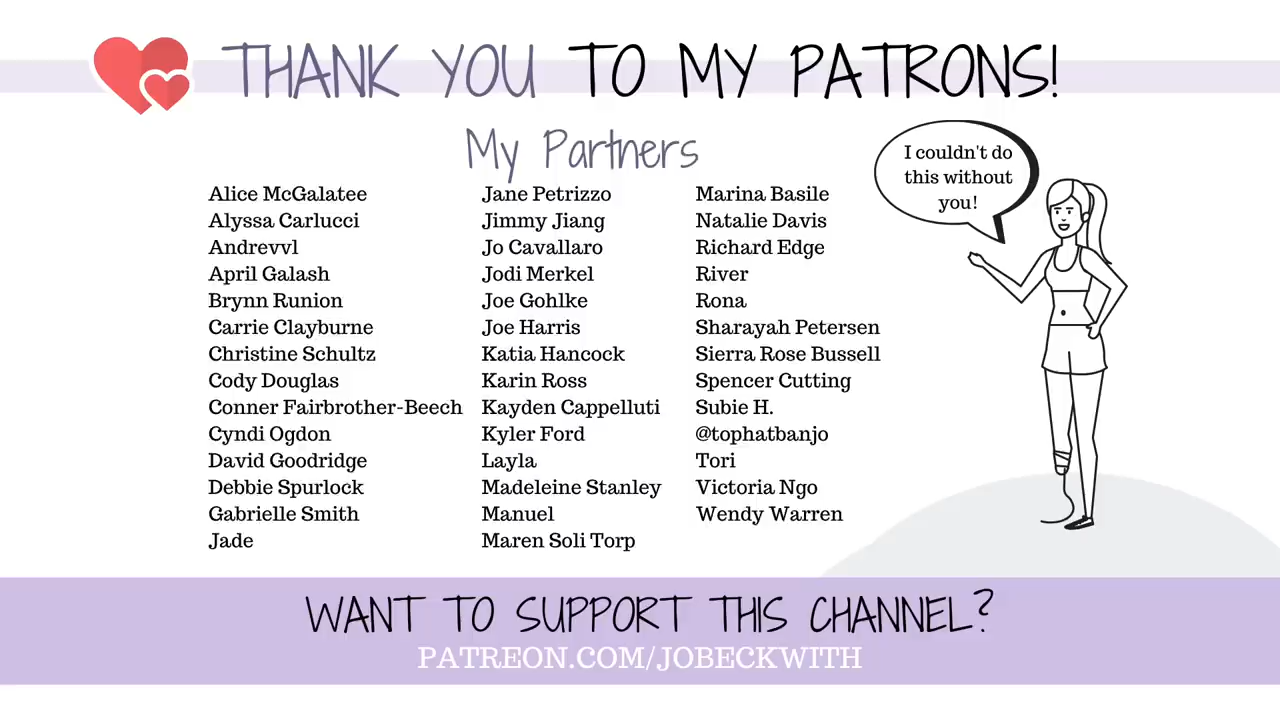 THANK YOU TO MY PATRONS!
My Partners
Alice McGalatee
Alyssa Carlucci
Andrevvl
April Galash
Brynn Runion
Carrie Clayburne
Christine Schultz
Cody Douglas
Conner Fairbrother-Beech
Cyndi Ogdon
David Goodridge
Debbie Spurlock
Gabrielle Smith
Jade
Jane Petrizzo
Jimmy Jiang
Jo Cavallaro
Jodi Merkel
Joe Gohlke
Joe Harris
Katia Hancock
Karin Ross
Kayden Cappelluti
Kyler Ford
Layla
Madeleine Stanley
Manuel
Maren Soli Torp
Marina Basile
Natalie Davis
Richard Edge
River
Rona
Sharayah Petersen
Sierra Rose Bussell
Spencer Cutting
Subie H.
@tophatbanjo
Tori
Victoria Ngo
Wendy Warren
I couldn't do
this without
you!
WANT TO SUPPORT THIS CHANNEL?
PATREON.COM/JOBECKWITH